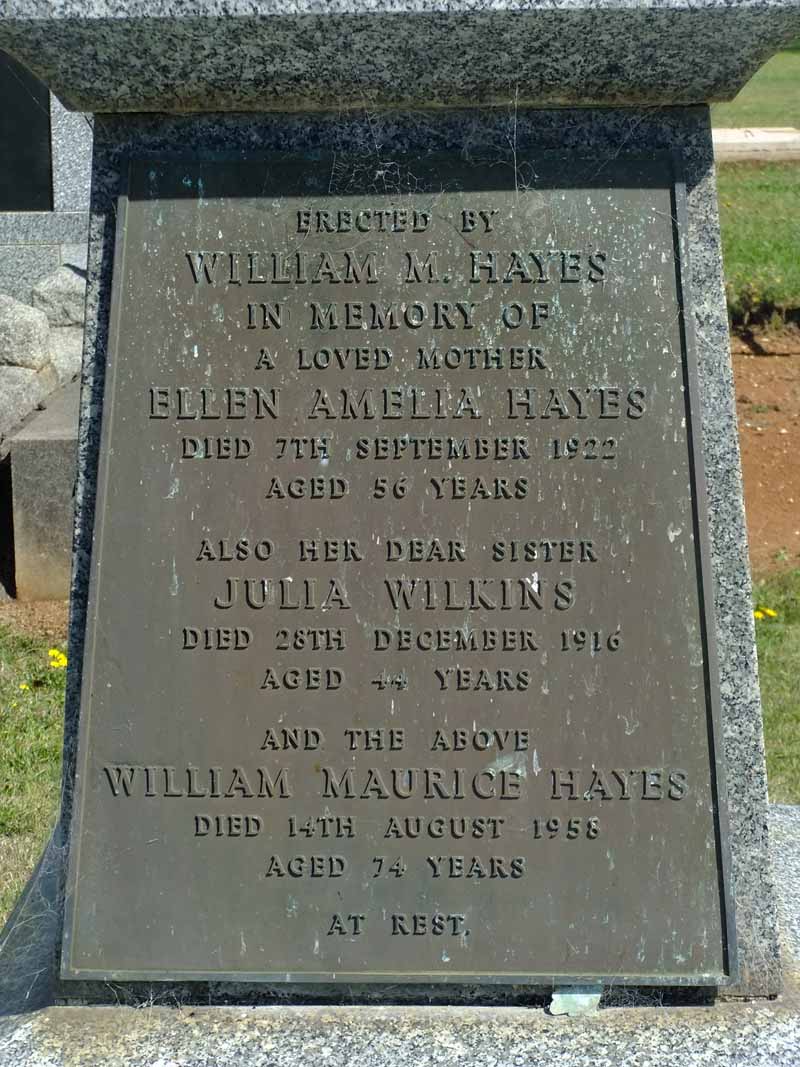 ERECTED BY
WILLIAM M. HAYES
IN MEMORY OF
A LOVED MOTHER
ELLEN AMELIA HAYES
DIED 7TH SEPTEMBER 1922
AGED 56 YEARS
ALSO HER DEAR SISTER
JULIA WILKINS
DIED 28TH DECEMBER 1916
AGED 44 YEARS
AND THE ABOVE
WILLIAM MAURICE HAYES
DIED 14TH AUGUST 1958
AGED 74 YEARS
AT REST.